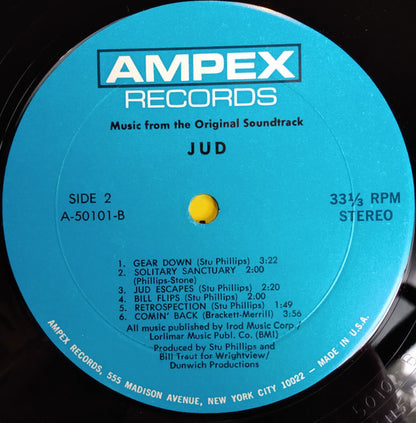 AMPEX
RECORDS
Music from the Original Soundtrack
JUD
SIDE 2
A-50101-B
33⅓ RPM
STEREO
1. GEAR DOWN (Stu Phillips) 3:22
2. SOLITARY SANCTUARY 2:00
(Phillips-Stone)
3. JUD ESCAPES (Stu Phillips) 2:20
4. BILL FLIPS (Stu Phillips) 2:00
5. RETROSPECTION (Stu Phillips) 1:49
6. COMIN' BACK (Brackett-Merrill) 3:56
All music published by Irod Music Corp/
Lorlimar Music Publ. Co. (BMI)
Produced by Stu Phillips and
Bill Traut for Wrightview/
Dunwich Productions
AMPEX RECORDS, 555 MADISON AVENUE, NEW YORK CITY 10022 - MADE IN U.S.A.